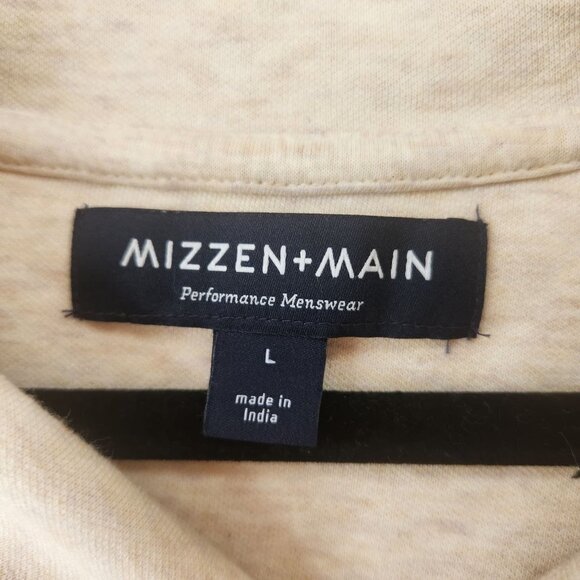 MIZZEN+MAIN
Performance Menswear
L
made in
India